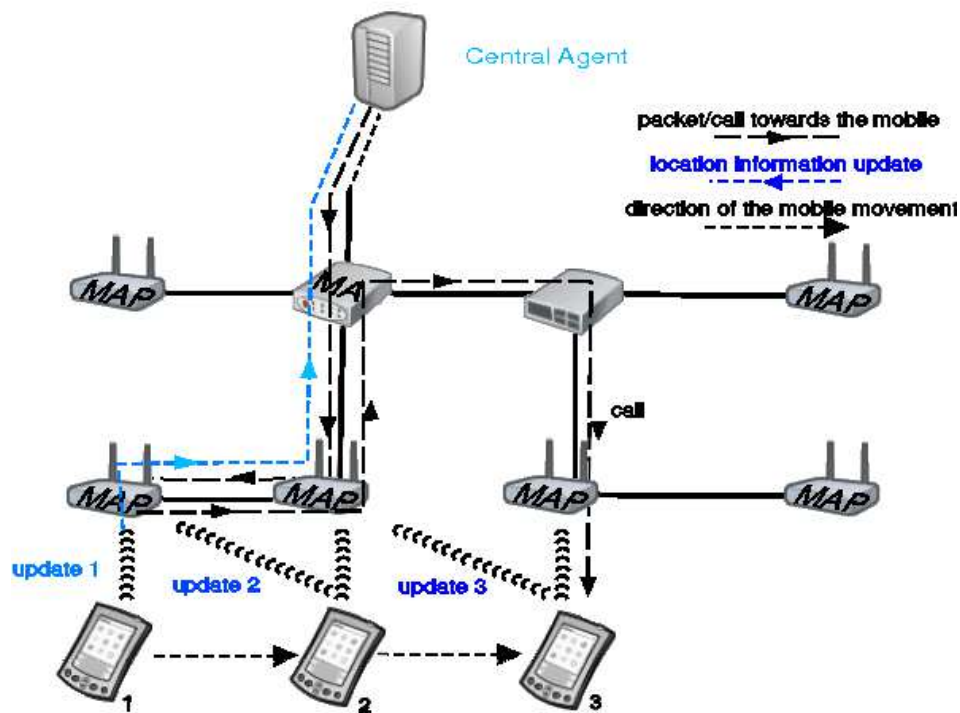 Central Agent
packet/call towards the mobile
location information update
direction of the mobile movement
MAP
MA
MAP
call
MAP
MAP
MAP
MAP
update 1
update 2
update 3
1
2
3